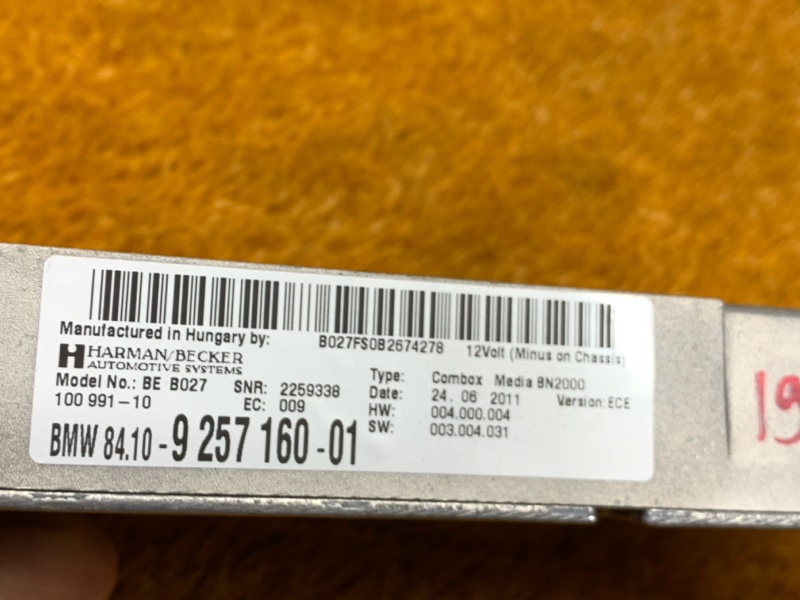 Manufactured in Hungary by: B027FS0B2674278 12Volt (Minus on Chassis)
HARMAN/BECKER
AUTOMOTIVE SYSTEMS
Model No.: BE B027 SNR: 2259338
100 991-10 EC: 009
Type: Combox Media BN2000
Date: 24. 06 2011 Version: ECE
HW: 004.000.004
SW: 003.004.031
BMW 84.10 - 9 257 160 - 01